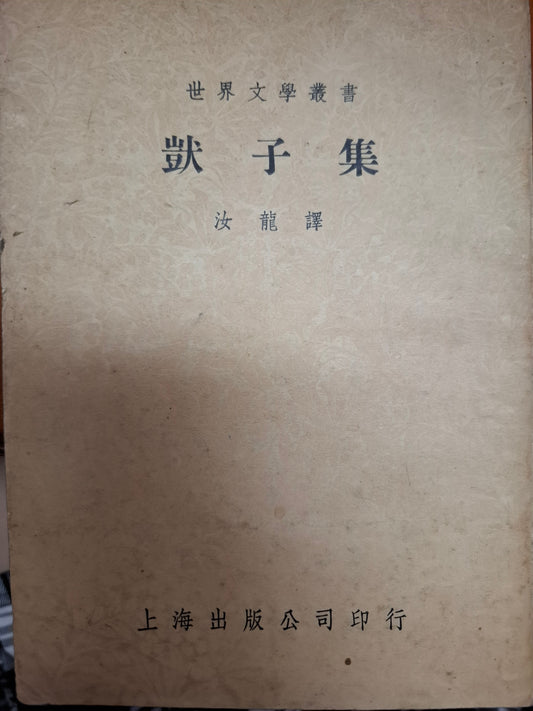 世界文學叢書
獃子集
汝龍譯
上海出版公司印行